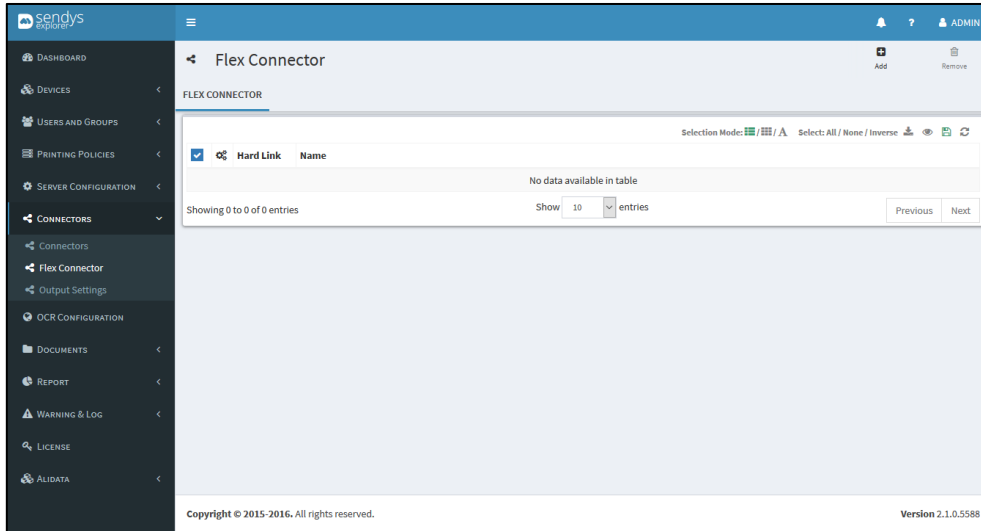 sendys
explorer
ADMIN
Flex Connector
Add
Remove
FLEX CONNECTOR
Selection Mode: / / A Select: All / None / Inverse
Hard Link Name
No data available in table
Showing 0 to 0 of 0 entries
Show 10 entries
Previous Next
DASHBOARD
DEVICES
USERS AND GROUPS
PRINTING POLICIES
SERVER CONFIGURATION
CONNECTORS
Connectors
Flex Connector
Output Settings
OCR CONFIGURATION
DOCUMENTS
REPORT
WARNING & LOG
LICENSE
ALIDATA
Copyright © 2015-2016. All rights reserved.
Version 2.1.0.5588